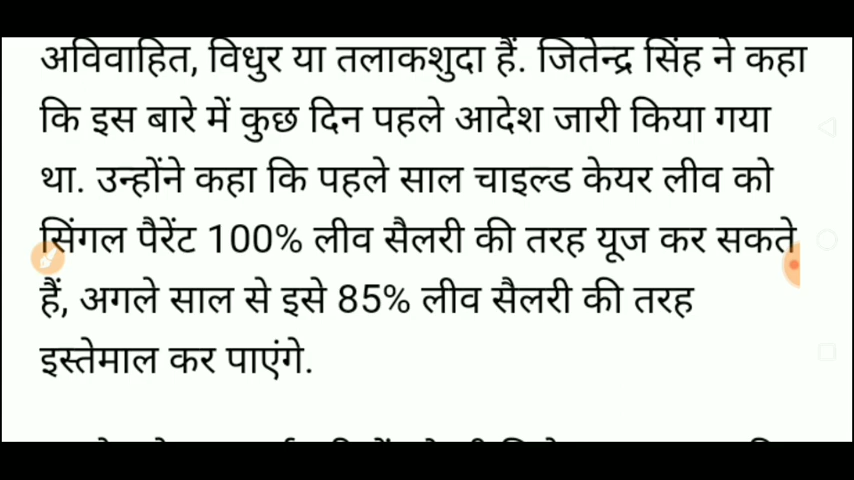 अविवाहित, विधुर या तलाकशुदा हैं. जितेन्द्र सिंह ने कहा
कि इस बारे में कुछ दिन पहले आदेश जारी किया गया
था. उन्होंने कहा कि पहले साल चाइल्ड केयर लीव को
सिंगल पैरेंट 100% लीव सैलरी की तरह यूज कर सकते
हैं, अगले साल से इसे 85% लीव सैलरी की तरह
इस्तेमाल कर पाएंगे.